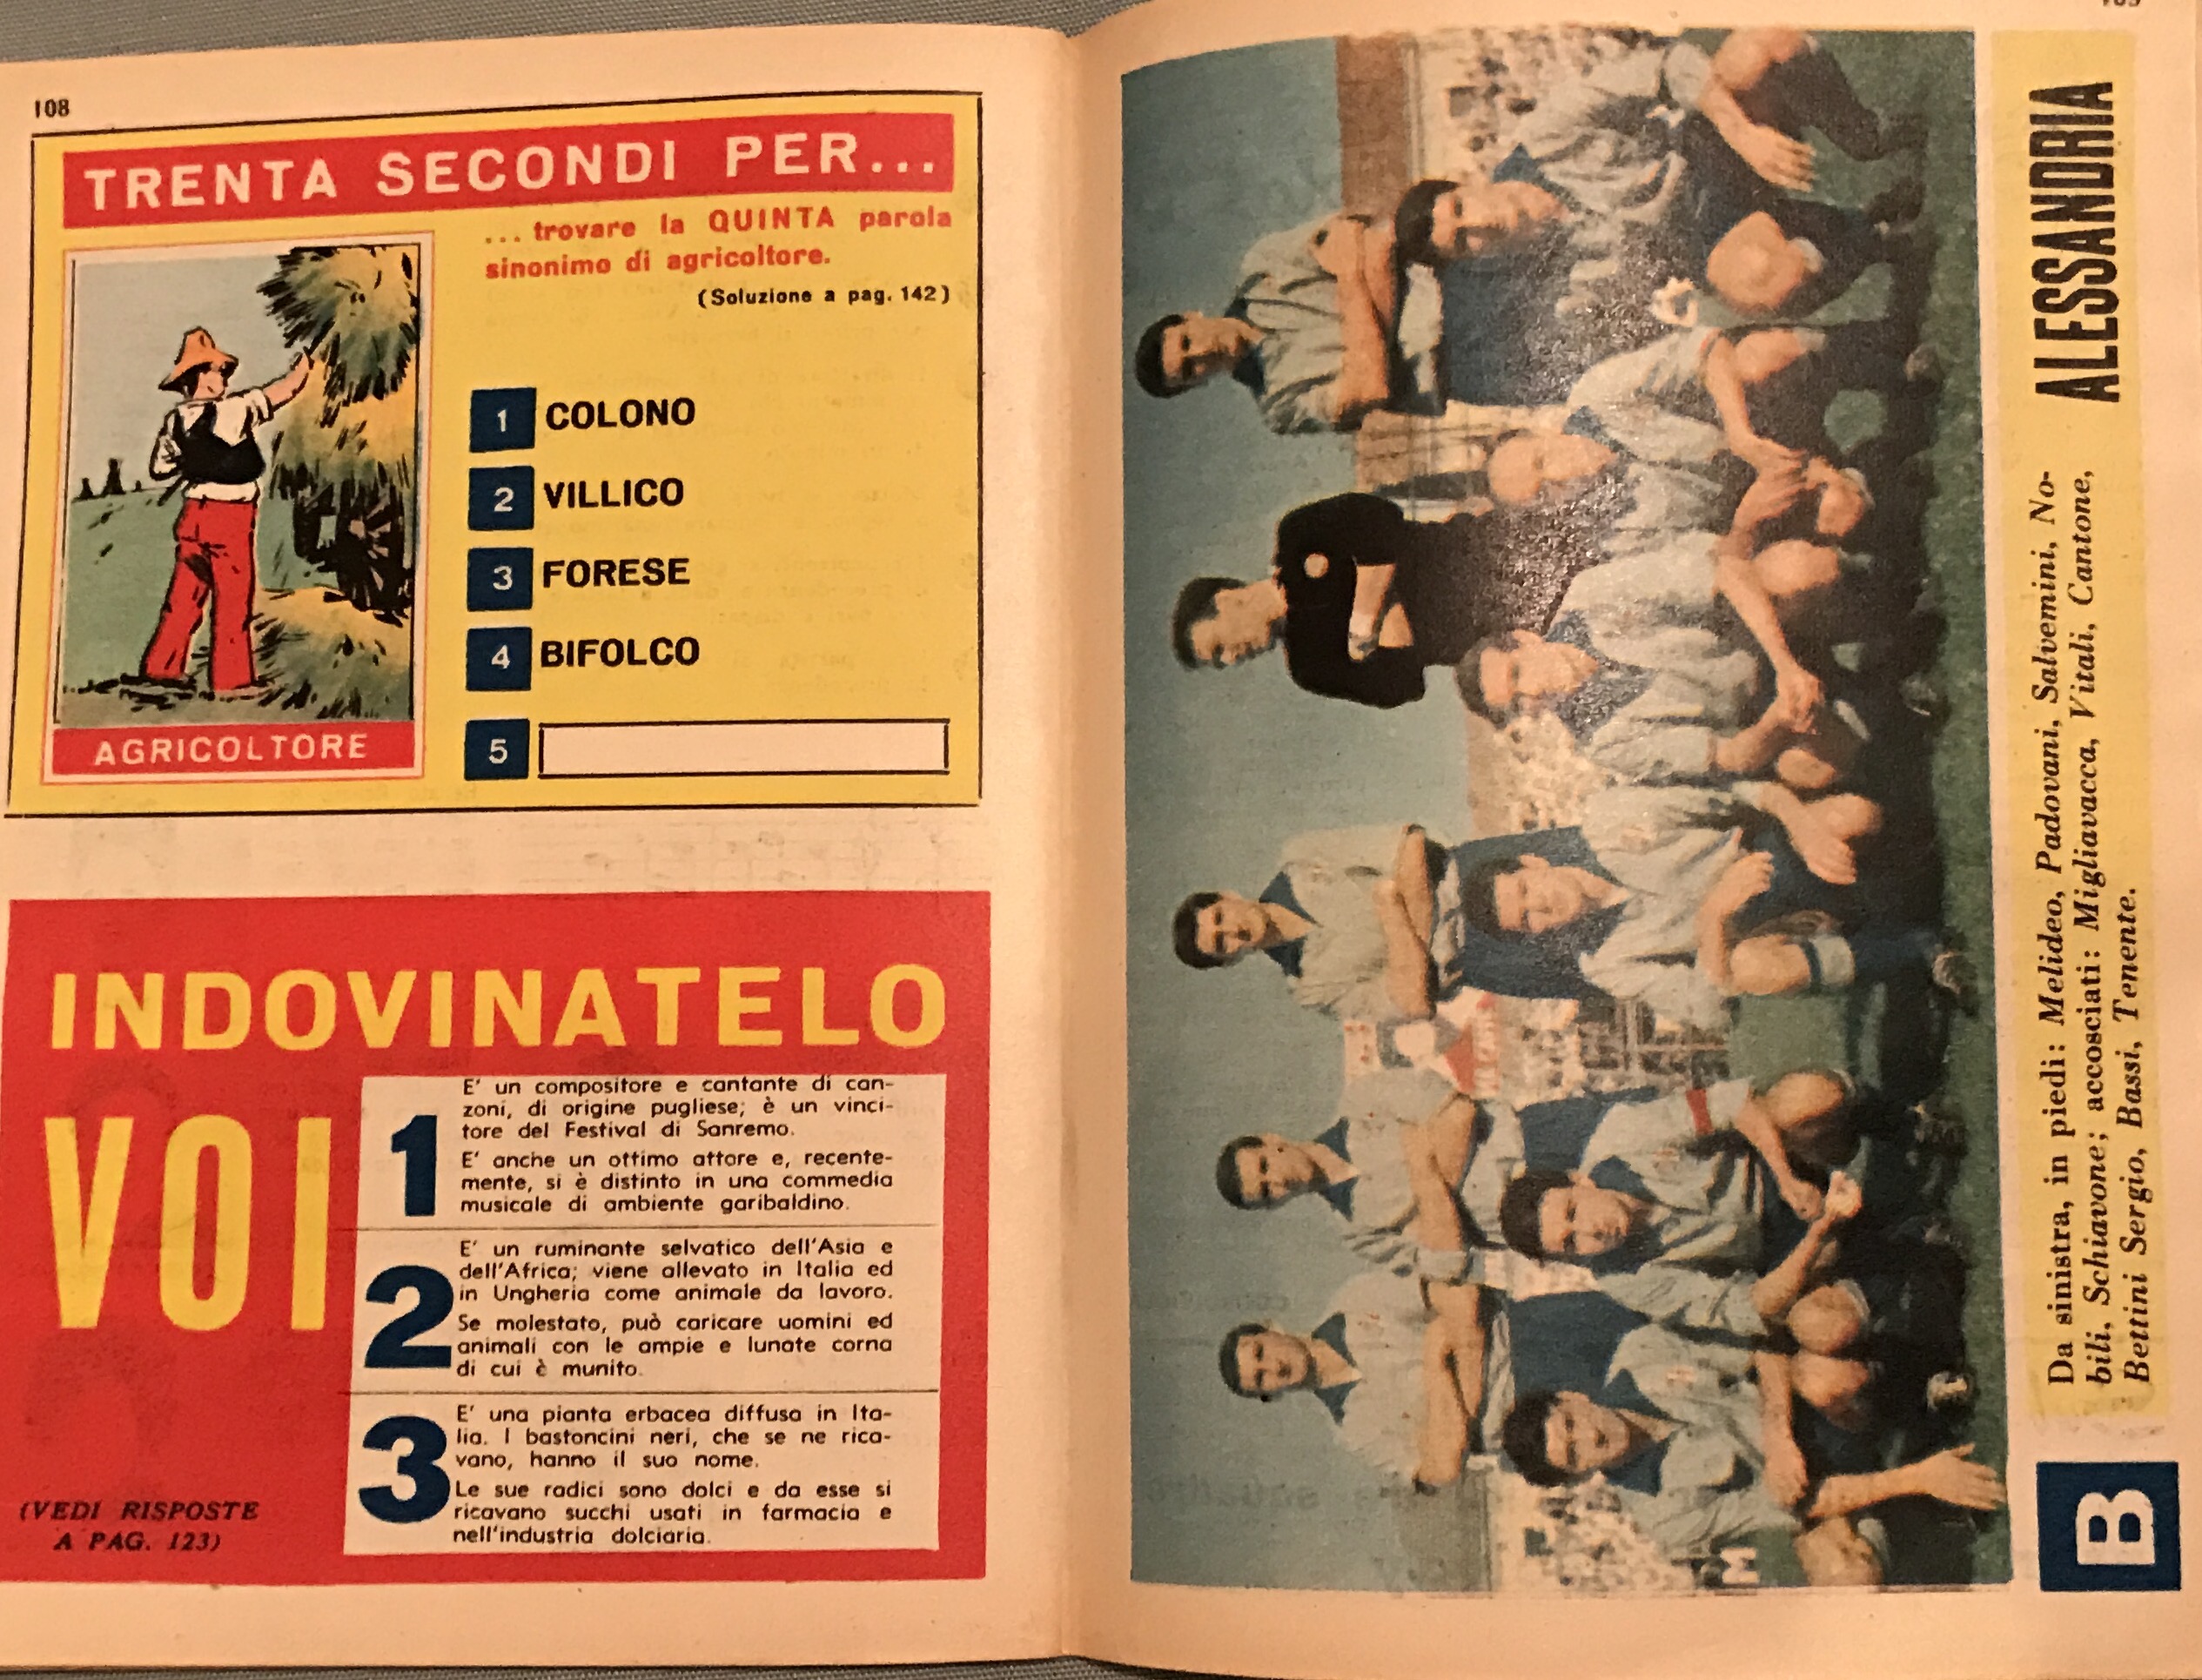 108
TRENTA SECONDI PER...
... trovare la QUINTA parola
sinonimo di agricoltore.
(Soluzione a pag. 142)
AGRICOLTORE
1 COLONO
2 VILLICO
3 FORESE
4 BIFOLCO
5
INDOVINATELO
VOI
1
E' un compositore e cantante di can-
zoni, di origine pugliese; è un vinci-
tore del Festival di Sanremo.
E' anche un ottimo attore e, recente-
mente, si è distinto in una commedia
musicale di ambiente garibaldino.
2
E' un ruminante selvatico dell'Asia e
dell'Africa; viene allevato in Italia ed
in Ungheria come animale da lavoro.
Se molestato, può caricare uomini ed
animali con le ampie e lunate corna
di cui è munito.
3
E' una pianta erbacea diffusa in Ita-
lia. I bastoncini neri, che se ne rica-
vano, hanno il suo nome.
Le sue radici sono dolci e da esse si
ricavano succhi usati in farmacia e
nell'industria dolciaria.
(VEDI RISPOSTE
A PAG. 123)
B
Da sinistra, in piedi: Melideo, Padovani, Salvemini, No-
bili, Schiavone; accosciati: Migliavacca, Vitali, Cantone,
Bettini Sergio, Bassi, Tenente.
ALESSANDRIA